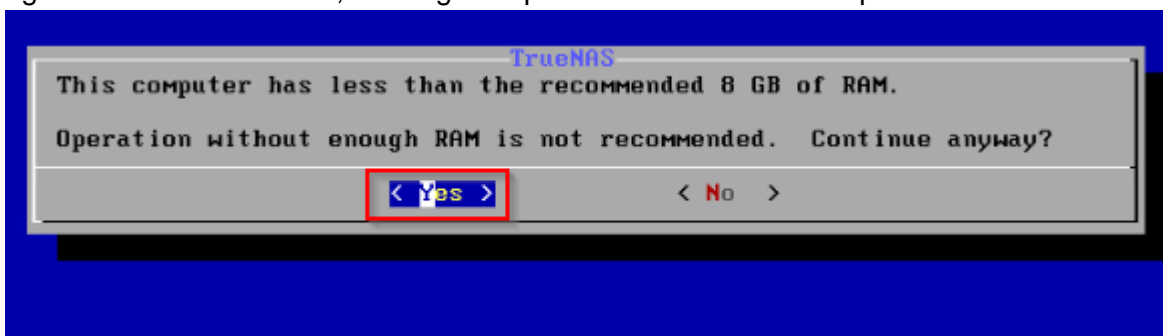 TrueNAS
This computer has less than the recommended 8 GB of RAM.
Operation without enough RAM is not recommended.  Continue anyway?
< Yes >    < No >